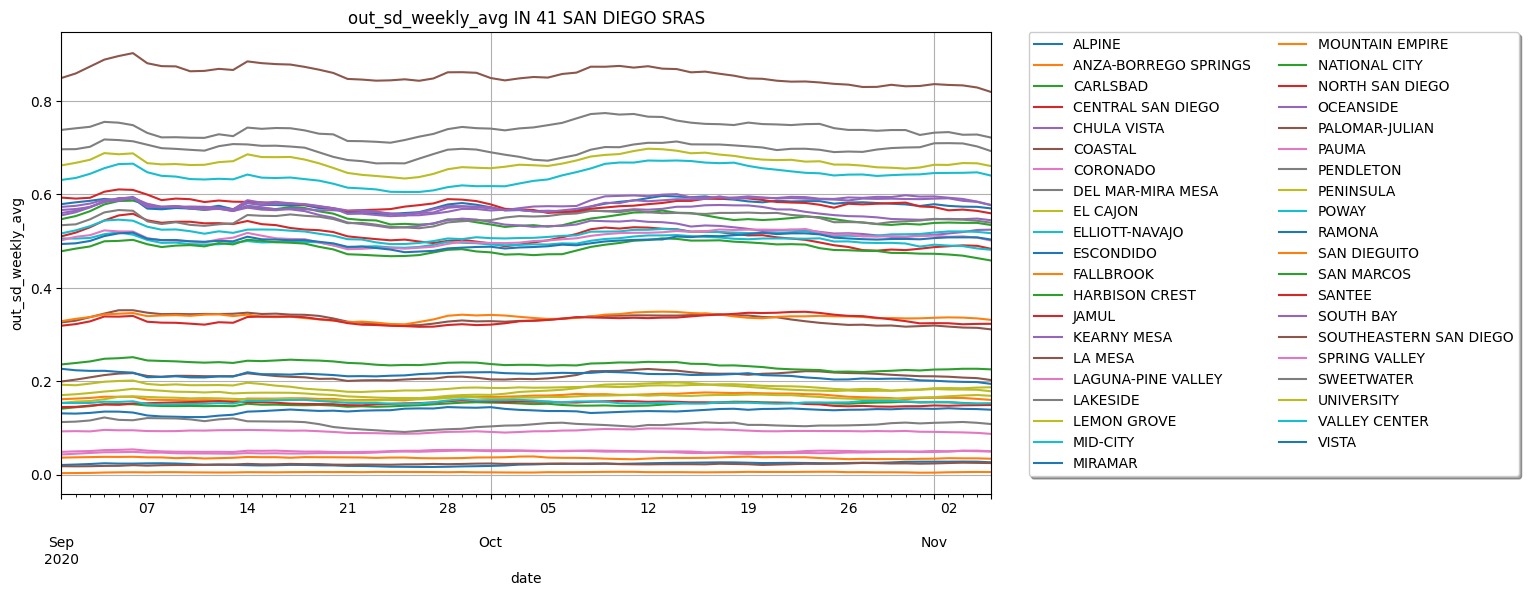 out_sd_weekly_avg IN 41 SAN DIEGO SRAS
out_sd_weekly_avg
0.8
0.6
0.4
0.2
0.0
07 14 21 28 05 12 19 26 02
Sep Oct Nov
2020
date
ALPINE
ANZA-BORREGO SPRINGS
CARLSBAD
CENTRAL SAN DIEGO
CHULA VISTA
COASTAL
CORONADO
DEL MAR-MIRA MESA
EL CAJON
ELLIOTT-NAVAJO
ESCONDIDO
FALLBROOK
HARBISON CREST
JAMUL
KEARNY MESA
LA MESA
LAGUNA-PINE VALLEY
LAKESIDE
LEMON GROVE
MID-CITY
MIRAMAR
MOUNTAIN EMPIRE
NATIONAL CITY
NORTH SAN DIEGO
OCEANSIDE
PALOMAR-JULIAN
PAUMA
PENDLETON
PENINSULA
POWAY
RAMONA
SAN DIEGUITO
SAN MARCOS
SANTEE
SOUTH BAY
SOUTHEASTERN SAN DIEGO
SPRING VALLEY
SWEETWATER
UNIVERSITY
VALLEY CENTER
VISTA